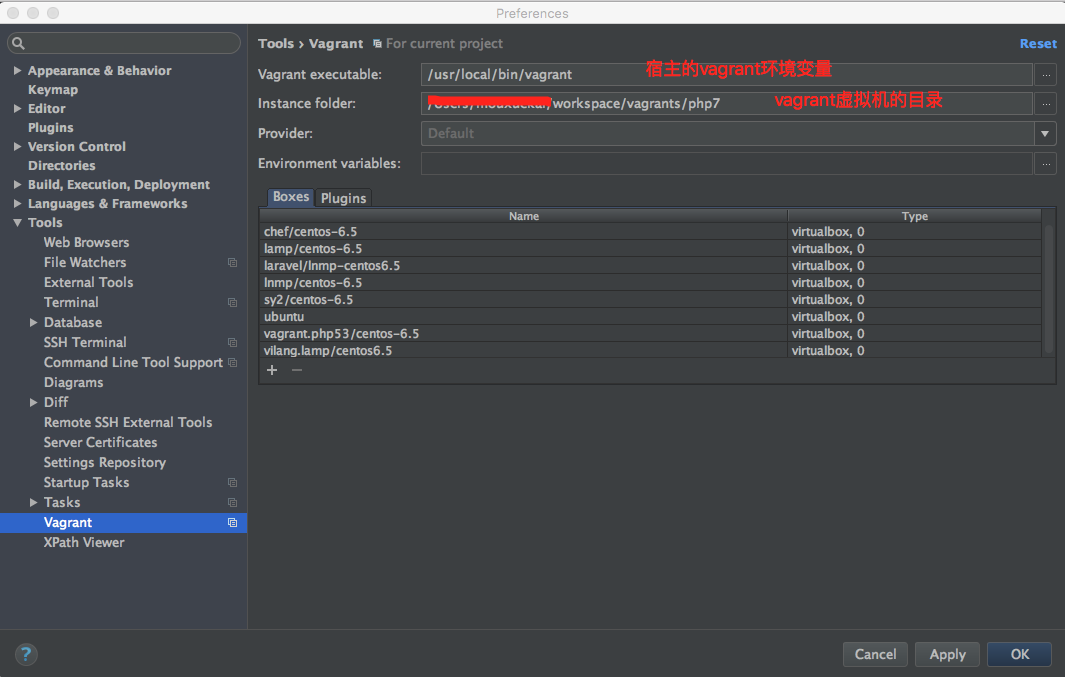 Preferences
Tools › Vagrant For current project Reset
Vagrant executable: /usr/local/bin/vagrant 宿主的vagrant环境变量 ...
Instance folder: /workspace/vagrants/php7 vagrant虚拟机的目录 ...
Provider: Default
Environment variables: ...
Boxes Plugins
Name Type
chef/centos-6.5 virtualbox, 0
lamp/centos-6.5 virtualbox, 0
laravel/lnmp-centos6.5 virtualbox, 0
lnmp/centos-6.5 virtualbox, 0
sy2/centos-6.5 virtualbox, 0
ubuntu virtualbox, 0
vagrant.php53/centos-6.5 virtualbox, 0
vilang.lamp/centos6.5 virtualbox, 0
+ −
Appearance & Behavior
Keymap
Editor
Plugins
Version Control
Directories
Build, Execution, Deployment
Languages & Frameworks
Tools
Web Browsers
File Watchers
External Tools
Terminal
Database
SSH Terminal
Command Line Tool Support
Diagrams
Diff
Remote SSH External Tools
Server Certificates
Settings Repository
Startup Tasks
Tasks
Vagrant
XPath Viewer
? Cancel Apply OK